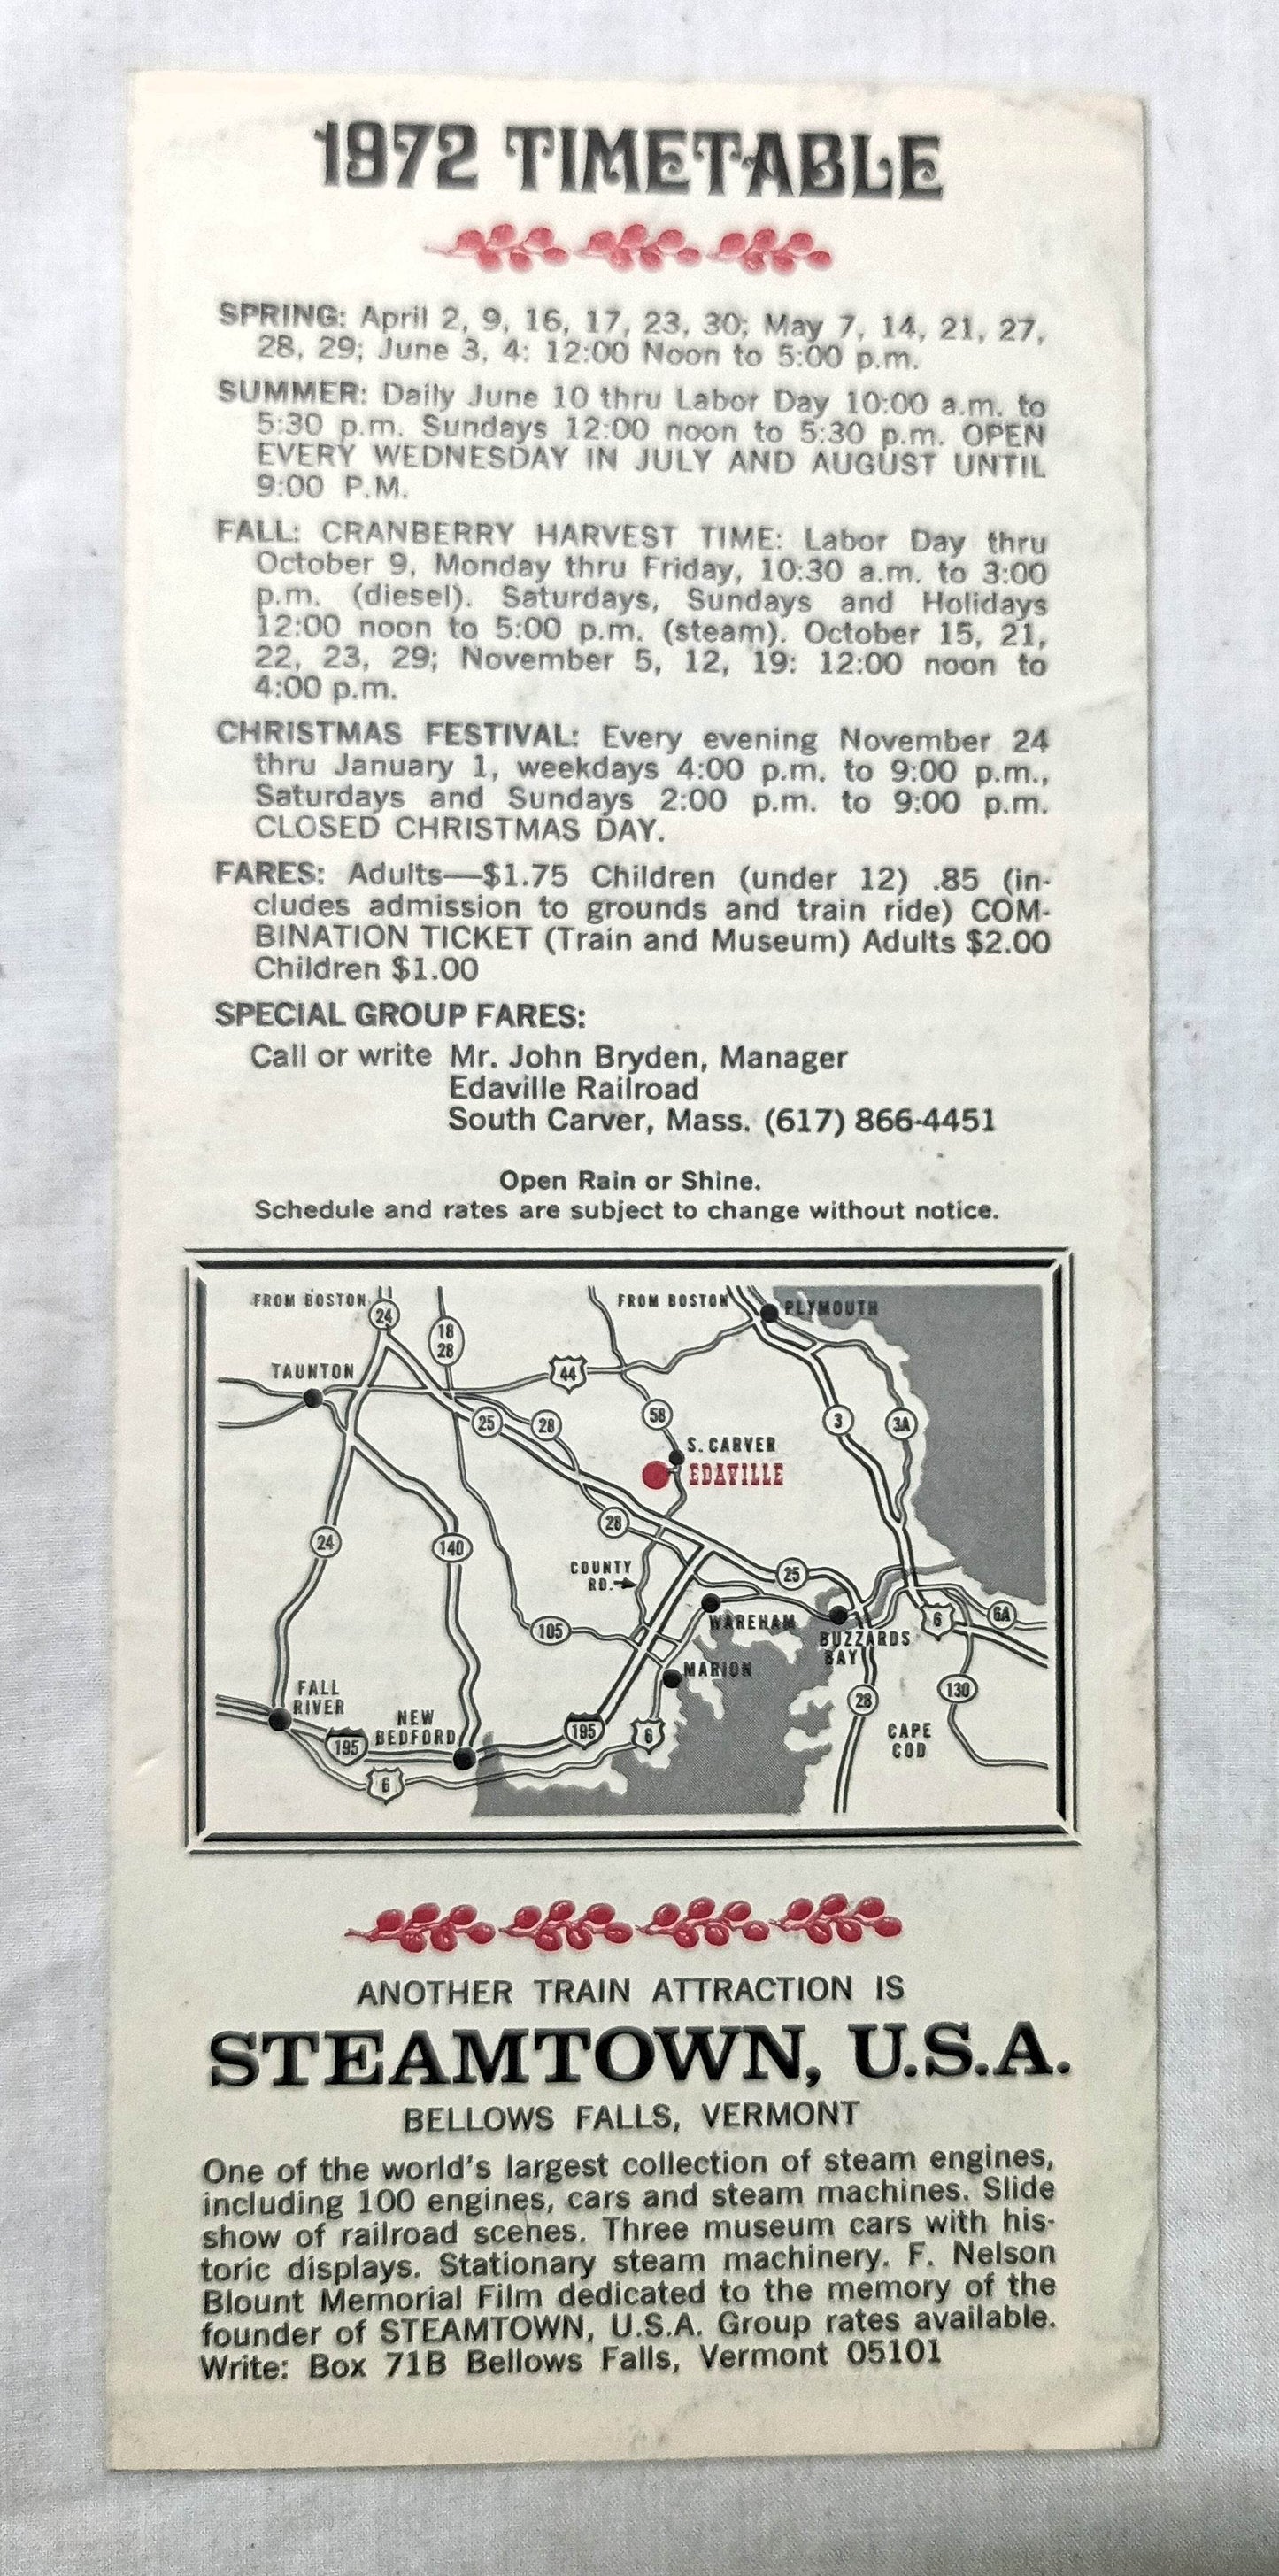 1972 TIMETABLE
SPRING: April 2, 9, 16, 17, 23, 30; May 7, 14, 21, 27,
28, 29; June 3, 4: 12:00 Noon to 5:00 p.m.
SUMMER: Daily June 10 thru Labor Day 10:00 a.m. to
5:30 p.m. Sundays 12:00 noon to 5:30 p.m. OPEN
EVERY WEDNESDAY IN JULY AND AUGUST UNTIL
9:00 P.M.
FALL: CRANBERRY HARVEST TIME: Labor Day thru
October 9, Monday thru Friday, 10:30 a.m. to 3:00
p.m. (diesel). Saturdays, Sundays and Holidays
12:00 noon to 5:00 p.m. (steam). October 15, 21,
22, 23, 29; November 5, 12, 19: 12:00 noon to
4:00 p.m.
CHRISTMAS FESTIVAL: Every evening November 24
thru January 1, weekdays 4:00 p.m. to 9:00 p.m.,
Saturdays and Sundays 2:00 p.m. to 9:00 p.m.
CLOSED CHRISTMAS DAY.
FARES: Adults—$1.75 Children (under 12) .85 (in-
cludes admission to grounds and train ride) COM-
BINATION TICKET (Train and Museum) Adults $2.00
Children $1.00
SPECIAL GROUP FARES:
Call or write Mr. John Bryden, Manager
Edaville Railroad
South Carver, Mass. (617) 866-4451
Open Rain or Shine.
Schedule and rates are subject to change without notice.
FROM BOSTON
24
18
28
FROM BOSTON
PLYMOUTH
TAUNTON
44
58
25
28
3
3A
S. CARVER
EDAVILLE
28
24
140
COUNTY
RD.
25
105
WAREHAM
BUZZARDS
BAY
6
6A
MARION
FALL
RIVER
NEW
BEDFORD
195
195
6
6
28
130
CAPE
COD
ANOTHER TRAIN ATTRACTION IS
STEAMTOWN, U.S.A.
BELLOWS FALLS, VERMONT
One of the world's largest collection of steam engines,
including 100 engines, cars and steam machines. Slide
show of railroad scenes. Three museum cars with his-
toric displays. Stationary steam machinery. F. Nelson
Blount Memorial Film dedicated to the memory of the
founder of STEAMTOWN, U.S.A. Group rates available.
Write: Box 71B Bellows Falls, Vermont 05101